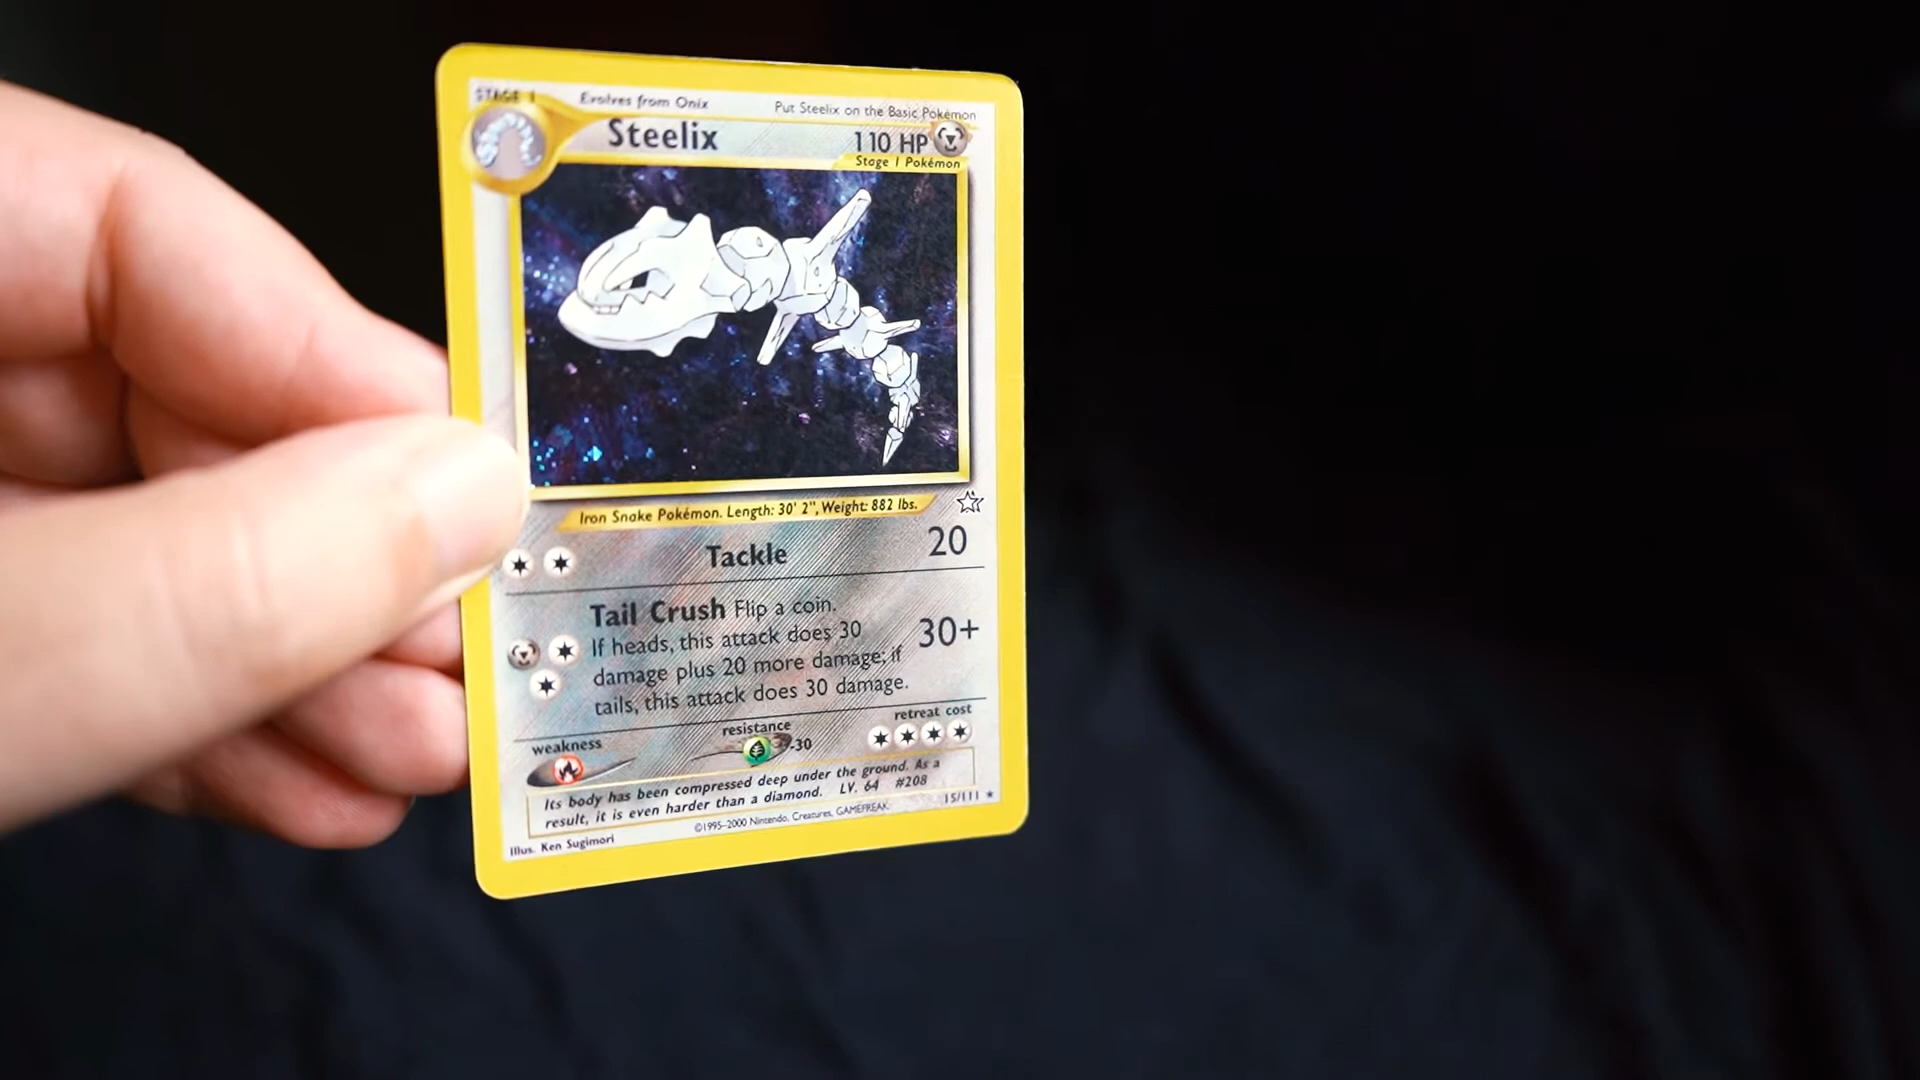 STAGE 1 Evolves from Onix Put Steelix on the Basic Pokémon
Steelix 110 HP
Stage 1 Pokémon
Iron Snake Pokémon. Length: 30' 2", Weight: 882 lbs.
Tackle 20
Tail Crush Flip a coin.
If heads, this attack does 30
damage plus 20 more damage; if
tails, this attack does 30 damage.
30+
weakness resistance retreat cost
-30
Its body has been compressed deep under the ground. As a
result, it is even harder than a diamond. LV. 64 #208
Illus. Ken Sugimori ©1995–2000 Nintendo, Creatures, GAMEFREAK. 15/111 ★